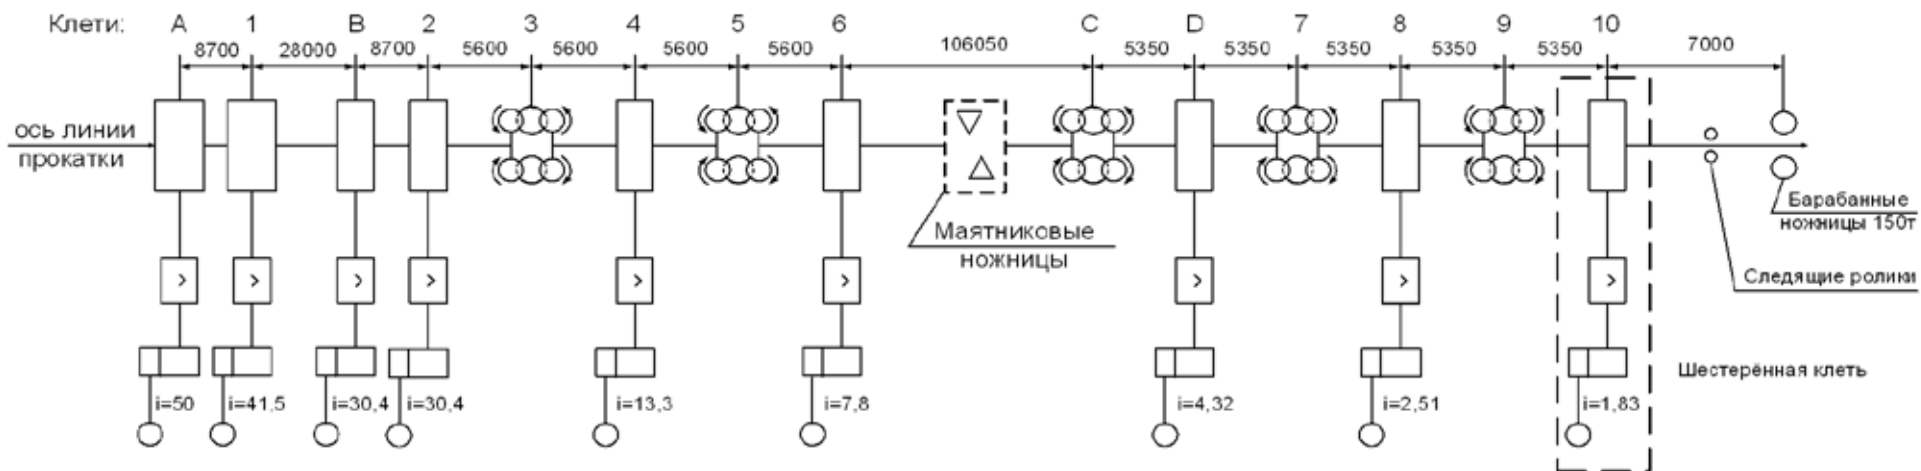 Клети: А 1 В 2 3 4 5 6 С D 7 8 9 10
8700 28000 8700 5600 5600 5600 5600 106050 5350 5350 5350 5350 5350 7000
ось линии
прокатки
Маятниковые
ножницы
Барабанные
ножницы 150т
Следящие ролики
Шестерённая клеть
i=50 i=41,5 i=30,4 i=30,4 i=13,3 i=7,8 i=4,32 i=2,51 i=1,83